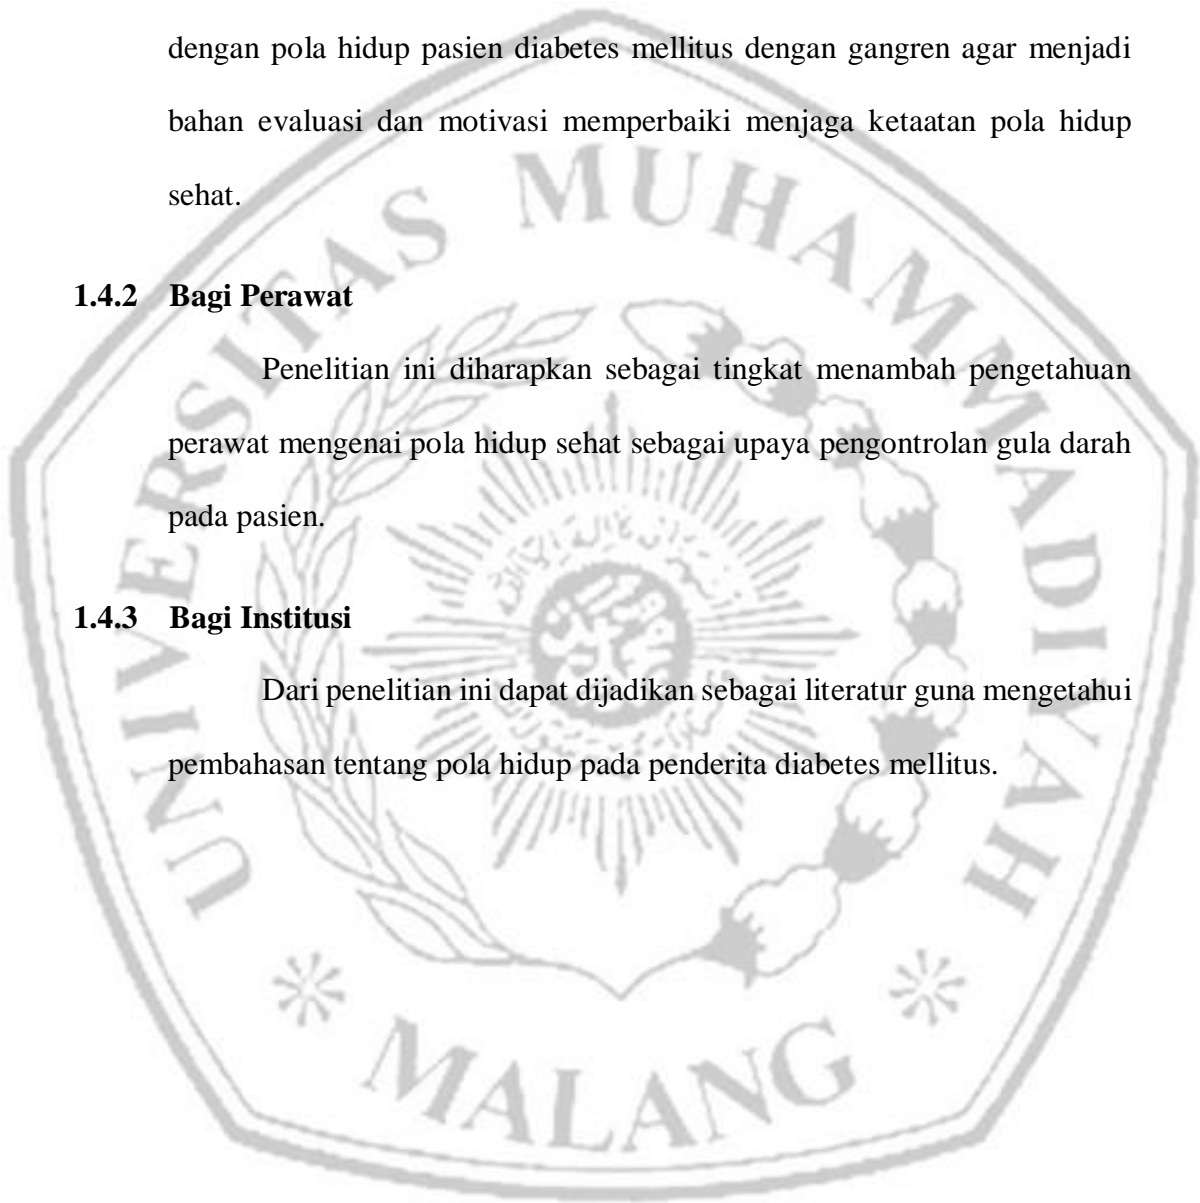 dengan pola hidup pasien diabetes mellitus dengan gangren agar menjadi
bahan evaluasi dan motivasi memperbaiki menjaga ketaatan pola hidup
sehat.
1.4.2 Bagi Perawat
Penelitian ini diharapkan sebagai tingkat menambah pengetahuan
perawat mengenai pola hidup sehat sebagai upaya pengontrolan gula darah
pada pasien.
1.4.3 Bagi Institusi
Dari penelitian ini dapat dijadikan sebagai literatur guna mengetahui
pembahasan tentang pola hidup pada penderita diabetes mellitus.
UNIVERSITAS MUHAMMADIYAH
MALANG